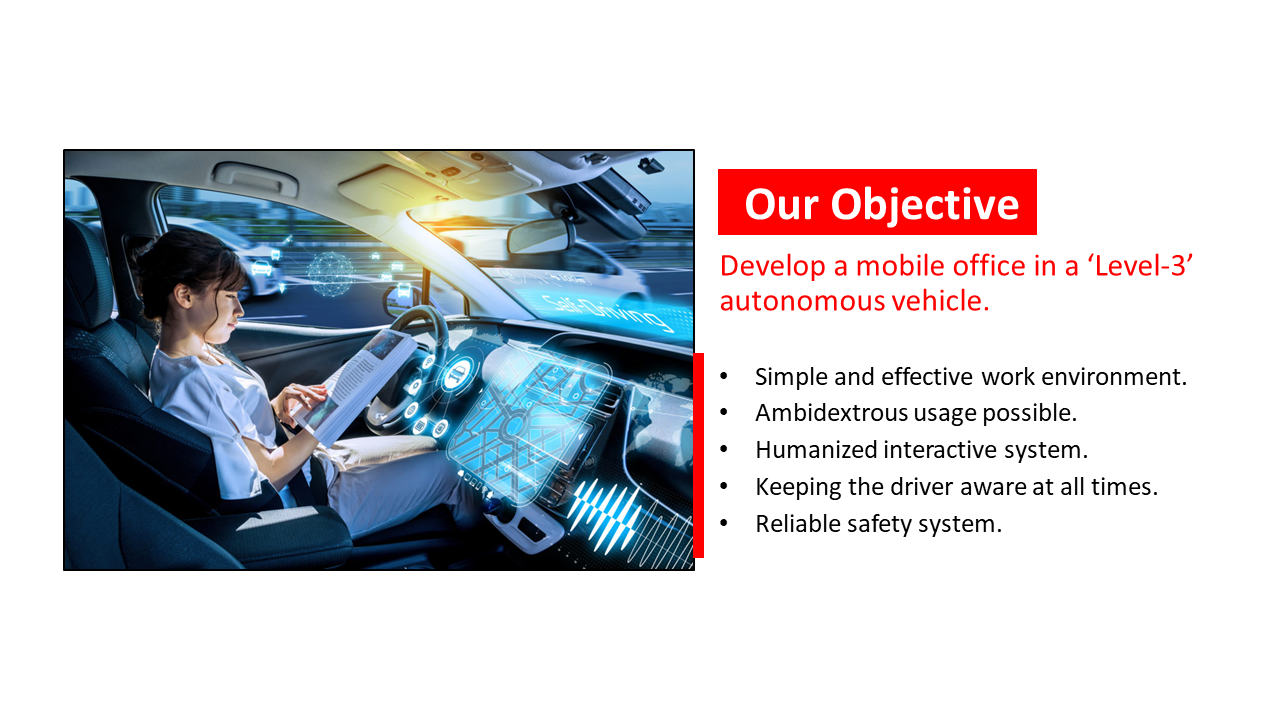 Our Objective
Develop a mobile office in a ‘Level-3’
autonomous vehicle.
• Simple and effective work environment.
• Ambidextrous usage possible.
• Humanized interactive system.
• Keeping the driver aware at all times.
• Reliable safety system.
Self-Driving